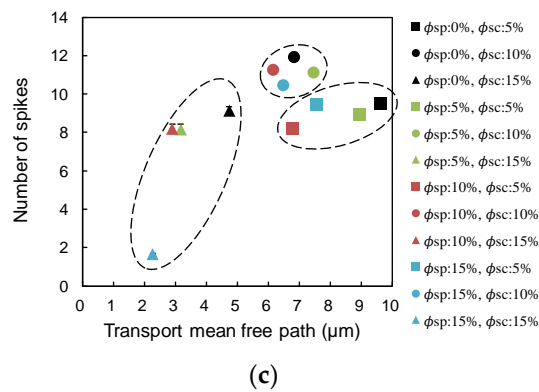 14
12
10
8
6
4
2
0
Number of spikes
0 1 2 3 4 5 6 7 8 9 10
Transport mean free path (µm)
ϕsp:0%, ϕsc:5%
ϕsp:0%, ϕsc:10%
ϕsp:0%, ϕsc:15%
ϕsp:5%, ϕsc:5%
ϕsp:5%, ϕsc:10%
ϕsp:5%, ϕsc:15%
ϕsp:10%, ϕsc:5%
ϕsp:10%, ϕsc:10%
ϕsp:10%, ϕsc:15%
ϕsp:15%, ϕsc:5%
ϕsp:15%, ϕsc:10%
ϕsp:15%, ϕsc:15%
(c)